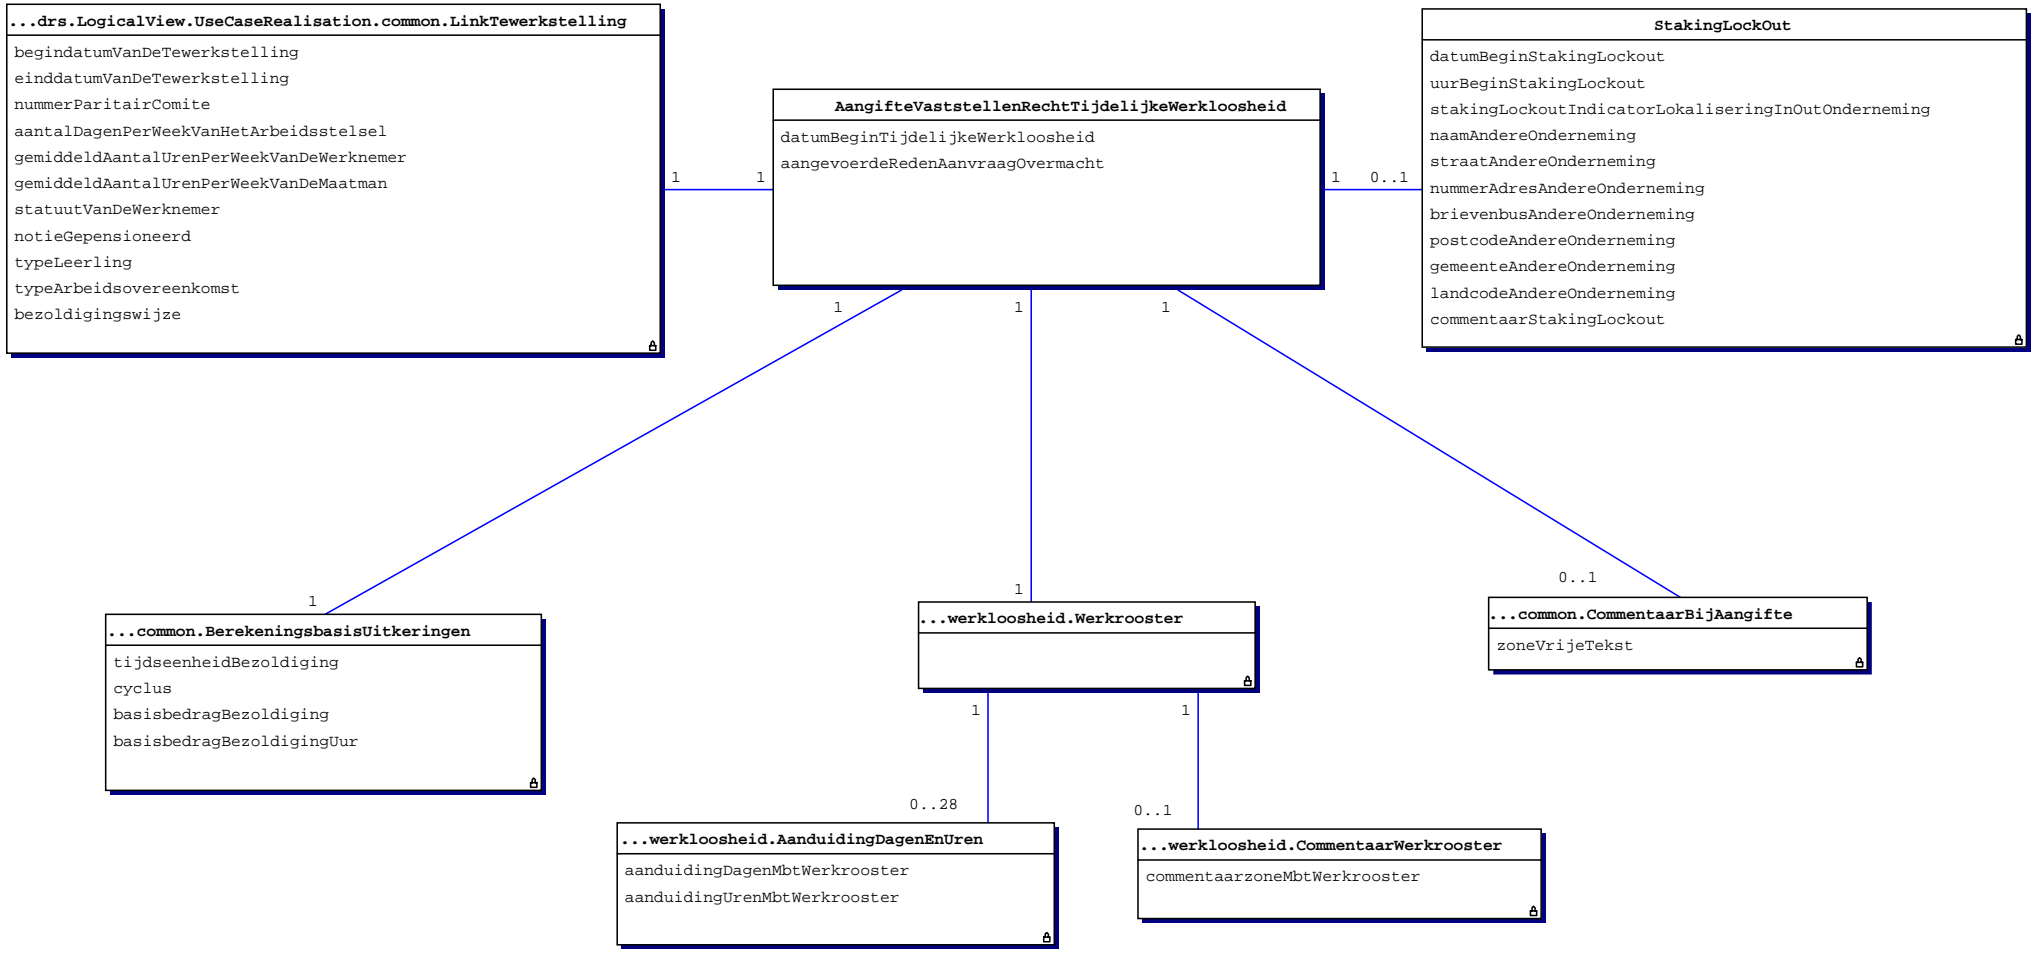 ...drs.LogicalView.UseCaseRealisation.common.LinkTewerkstelling
begindatumVanDeTewerkstelling
einddatumVanDeTewerkstelling
nummerParitairComite
aantalDagenPerWeekVanHetArbeidsstelsel
gemiddeldAantalUrenPerWeekVanDeWerknemer
gemiddeldAantalUrenPerWeekVanDeMaatman
statuutVanDeWerknemer
notieGepensioneerd
typeLeerling
typeArbeidsovereenkomst
bezoldigingswijze
1 1
AangifteVaststellenRechtTijdelijkeWerkloosheid
datumBeginTijdelijkeWerkloosheid
aangevoerdeRedenAanvraagOvermacht
1 0..1
StakingLockOut
datumBeginStakingLockout
uurBeginStakingLockout
stakingLockoutIndicatorLokaliseringInOutOnderneming
naamAndereOnderneming
straatAndereOnderneming
nummerAdresAndereOnderneming
brievenbusAndereOnderneming
postcodeAndereOnderneming
gemeenteAndereOnderneming
landcodeAndereOnderneming
commentaarStakingLockout
1 1 1
1
...common.BerekeningsbasisUitkeringen
tijdseenheidBezoldiging
cyclus
basisbedragBezoldiging
basisbedragBezoldigingUur
1
...werkloosheid.Werkrooster
0..1
...common.CommentaarBijAangifte
zoneVrijeTekst
1 1
0..28
...werkloosheid.AanduidingDagenEnUren
aanduidingDagenMbtWerkrooster
aanduidingUrenMbtWerkrooster
0..1
...werkloosheid.CommentaarWerkrooster
commentaarzoneMbtWerkrooster